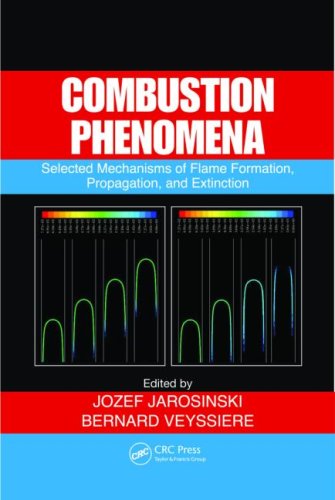 COMBUSTION
PHENOMENA
Selected Mechanisms of Flame Formation,
Propagation, and Extinction
Edited by
JOZEF JAROSINSKI
BERNARD VEYSSIERE
CRC
CRC Press
Taylor & Francis Group